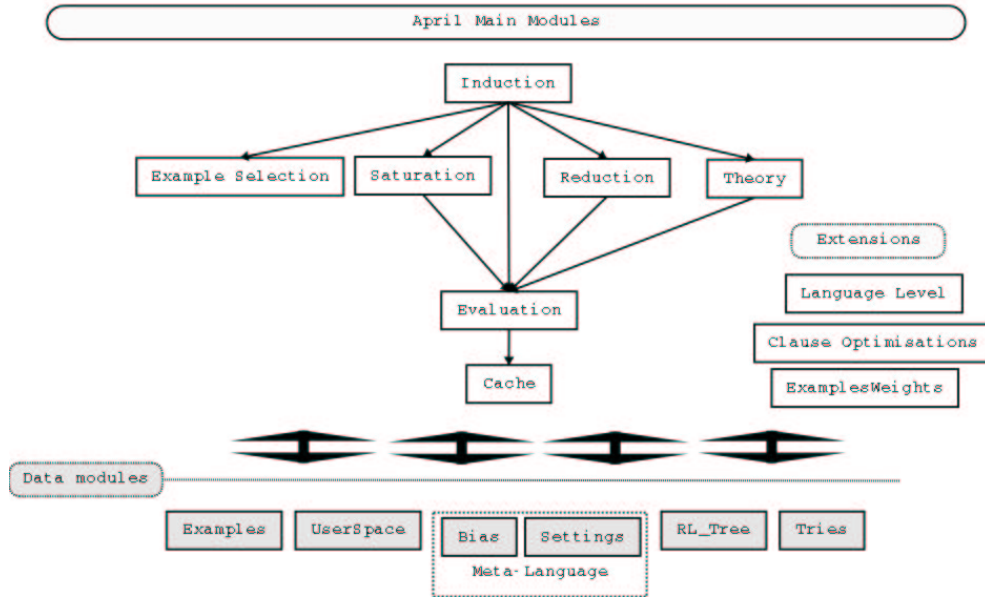 April Main Modules
Induction
Example Selection
Saturation
Reduction
Theory
Extensions
Language Level
Evaluation
Clause Optimisations
Cache
ExamplesWeights
Data modules
Examples
UserSpace
Bias
Settings
RL_Tree
Tries
Meta-Language